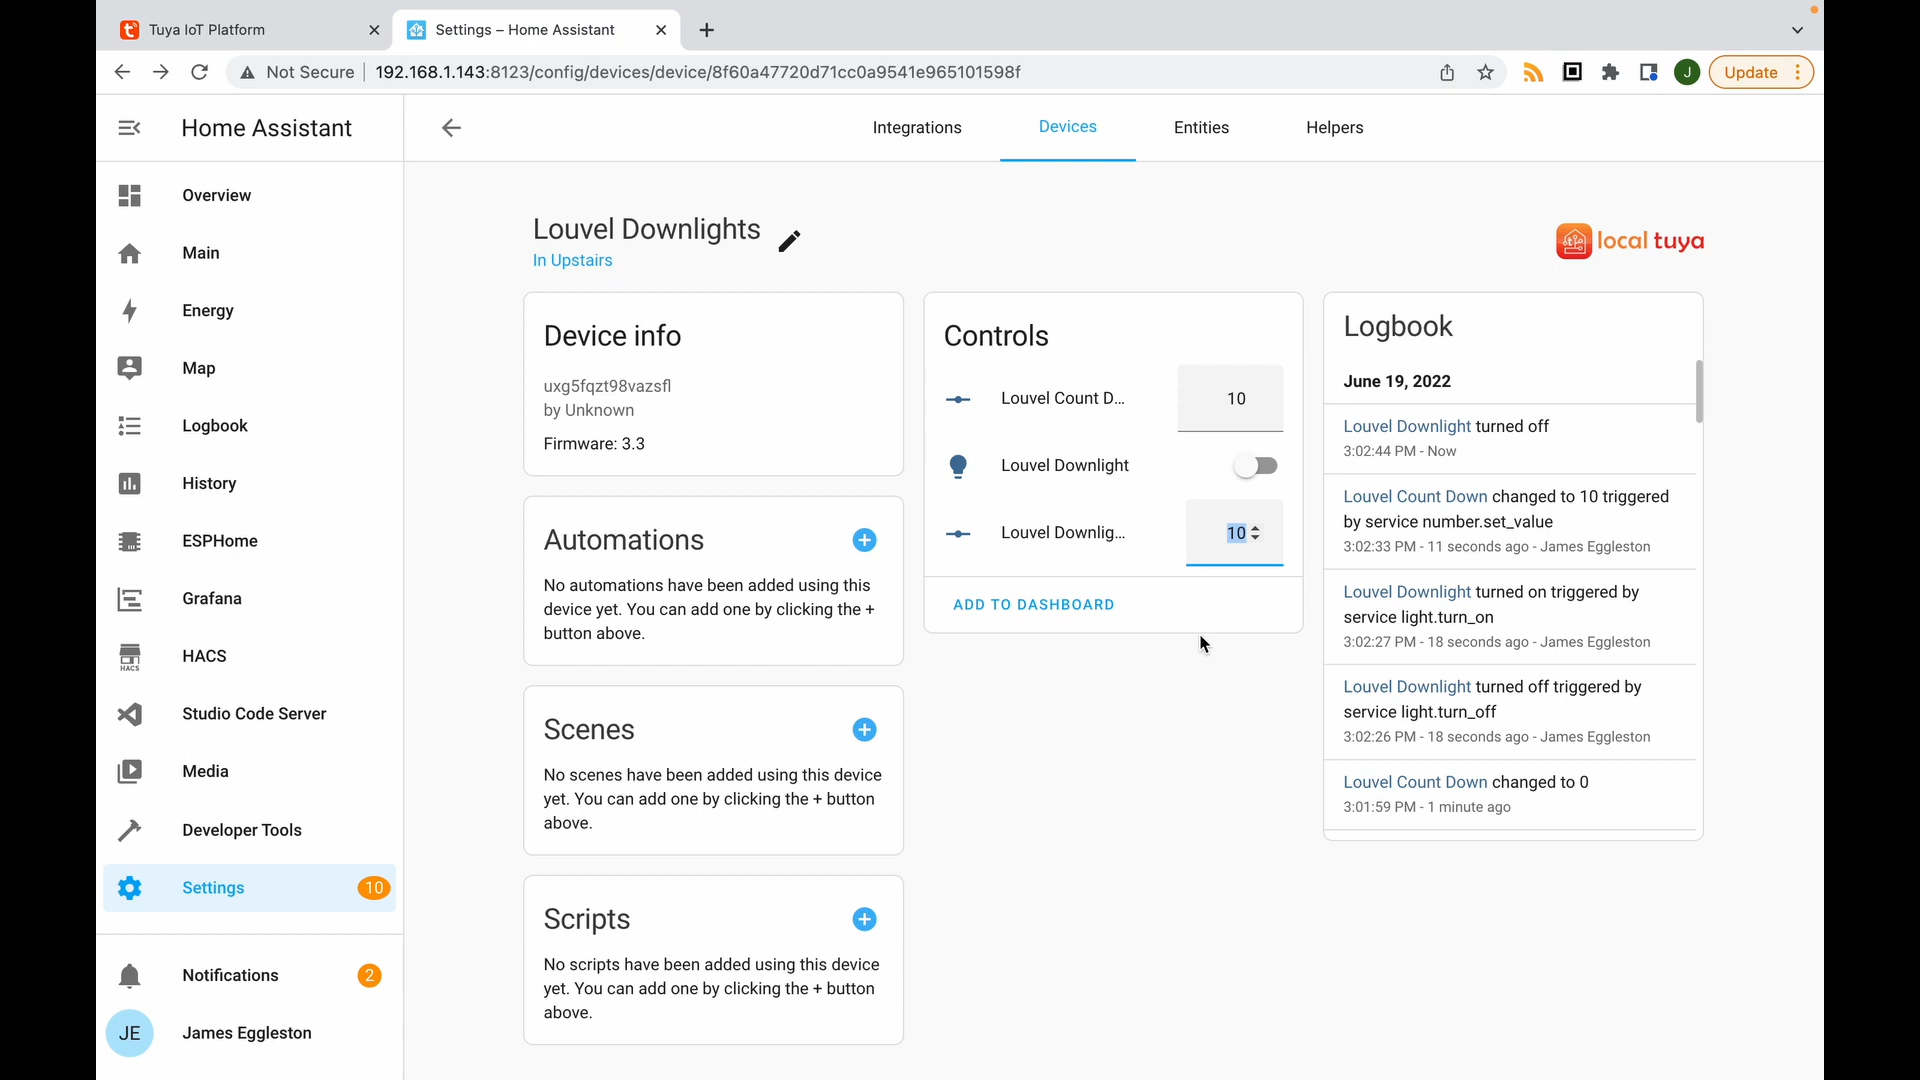 Tuya IoT Platform
Settings – Home Assistant
Not Secure
192.168.1.143:8123/config/devices/device/8f60a47720d71cc0a9541e965101598f
J
Update
Home Assistant
Integrations
Devices
Entities
Helpers
Overview
Main
Energy
Map
Logbook
History
ESPHome
Grafana
HACS
HACS
Studio Code Server
Media
Developer Tools
Settings
10
Notifications
2
JE
James Eggleston
Louvel Downlights
In Upstairs
local tuya
Device info
uxg5fqzt98vazsfl
by Unknown
Firmware: 3.3
Automations
No automations have been added using this
device yet. You can add one by clicking the +
button above.
Scenes
No scenes have been added using this device
yet. You can add one by clicking the + button
above.
Scripts
No scripts have been added using this device
yet. You can add one by clicking the + button
above.
Controls
Louvel Count D...
10
Louvel Downlight
Louvel Downlig...
10
ADD TO DASHBOARD
Logbook
June 19, 2022
Louvel Downlight turned off
3:02:44 PM - Now
Louvel Count Down changed to 10 triggered
by service number.set_value
3:02:33 PM - 11 seconds ago - James Eggleston
Louvel Downlight turned on triggered by
service light.turn_on
3:02:27 PM - 18 seconds ago - James Eggleston
Louvel Downlight turned off triggered by
service light.turn_off
3:02:26 PM - 18 seconds ago - James Eggleston
Louvel Count Down changed to 0
3:01:59 PM - 1 minute ago